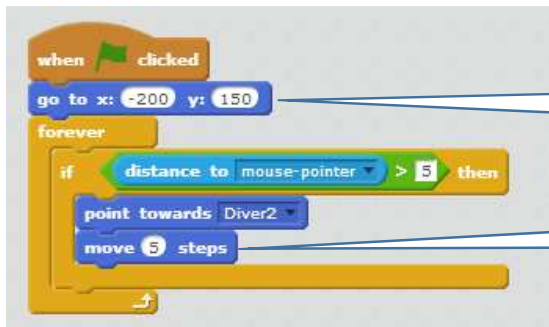 when clicked
go to x: -200 y: 150
forever
if distance to mouse-pointer > 5 then
point towards Diver2
move 5 steps